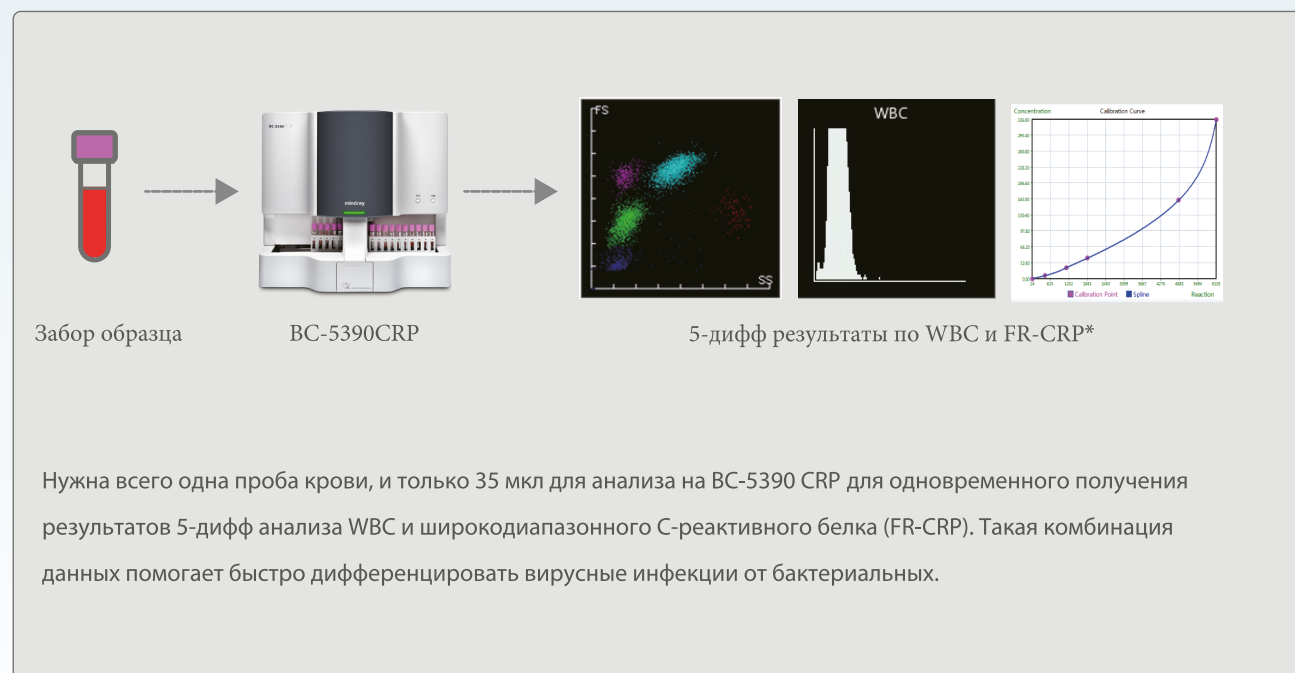 FS
SS
WBC
Concentration
Calibration Curve
Calibration Point
Spline
Reaction
mindray
Забор образца
BC-5390CRP
5-дифф результаты по WBC и FR-CRP*
Нужна всего одна проба крови, и только 35 мкл для анализа на BC-5390 CRP для одновременного получения
результатов 5-дифф анализа WBC и широкодиапазонного С-реактивного белка (FR-CRP). Такая комбинация
данных помогает быстро дифференцировать вирусные инфекции от бактериальных.